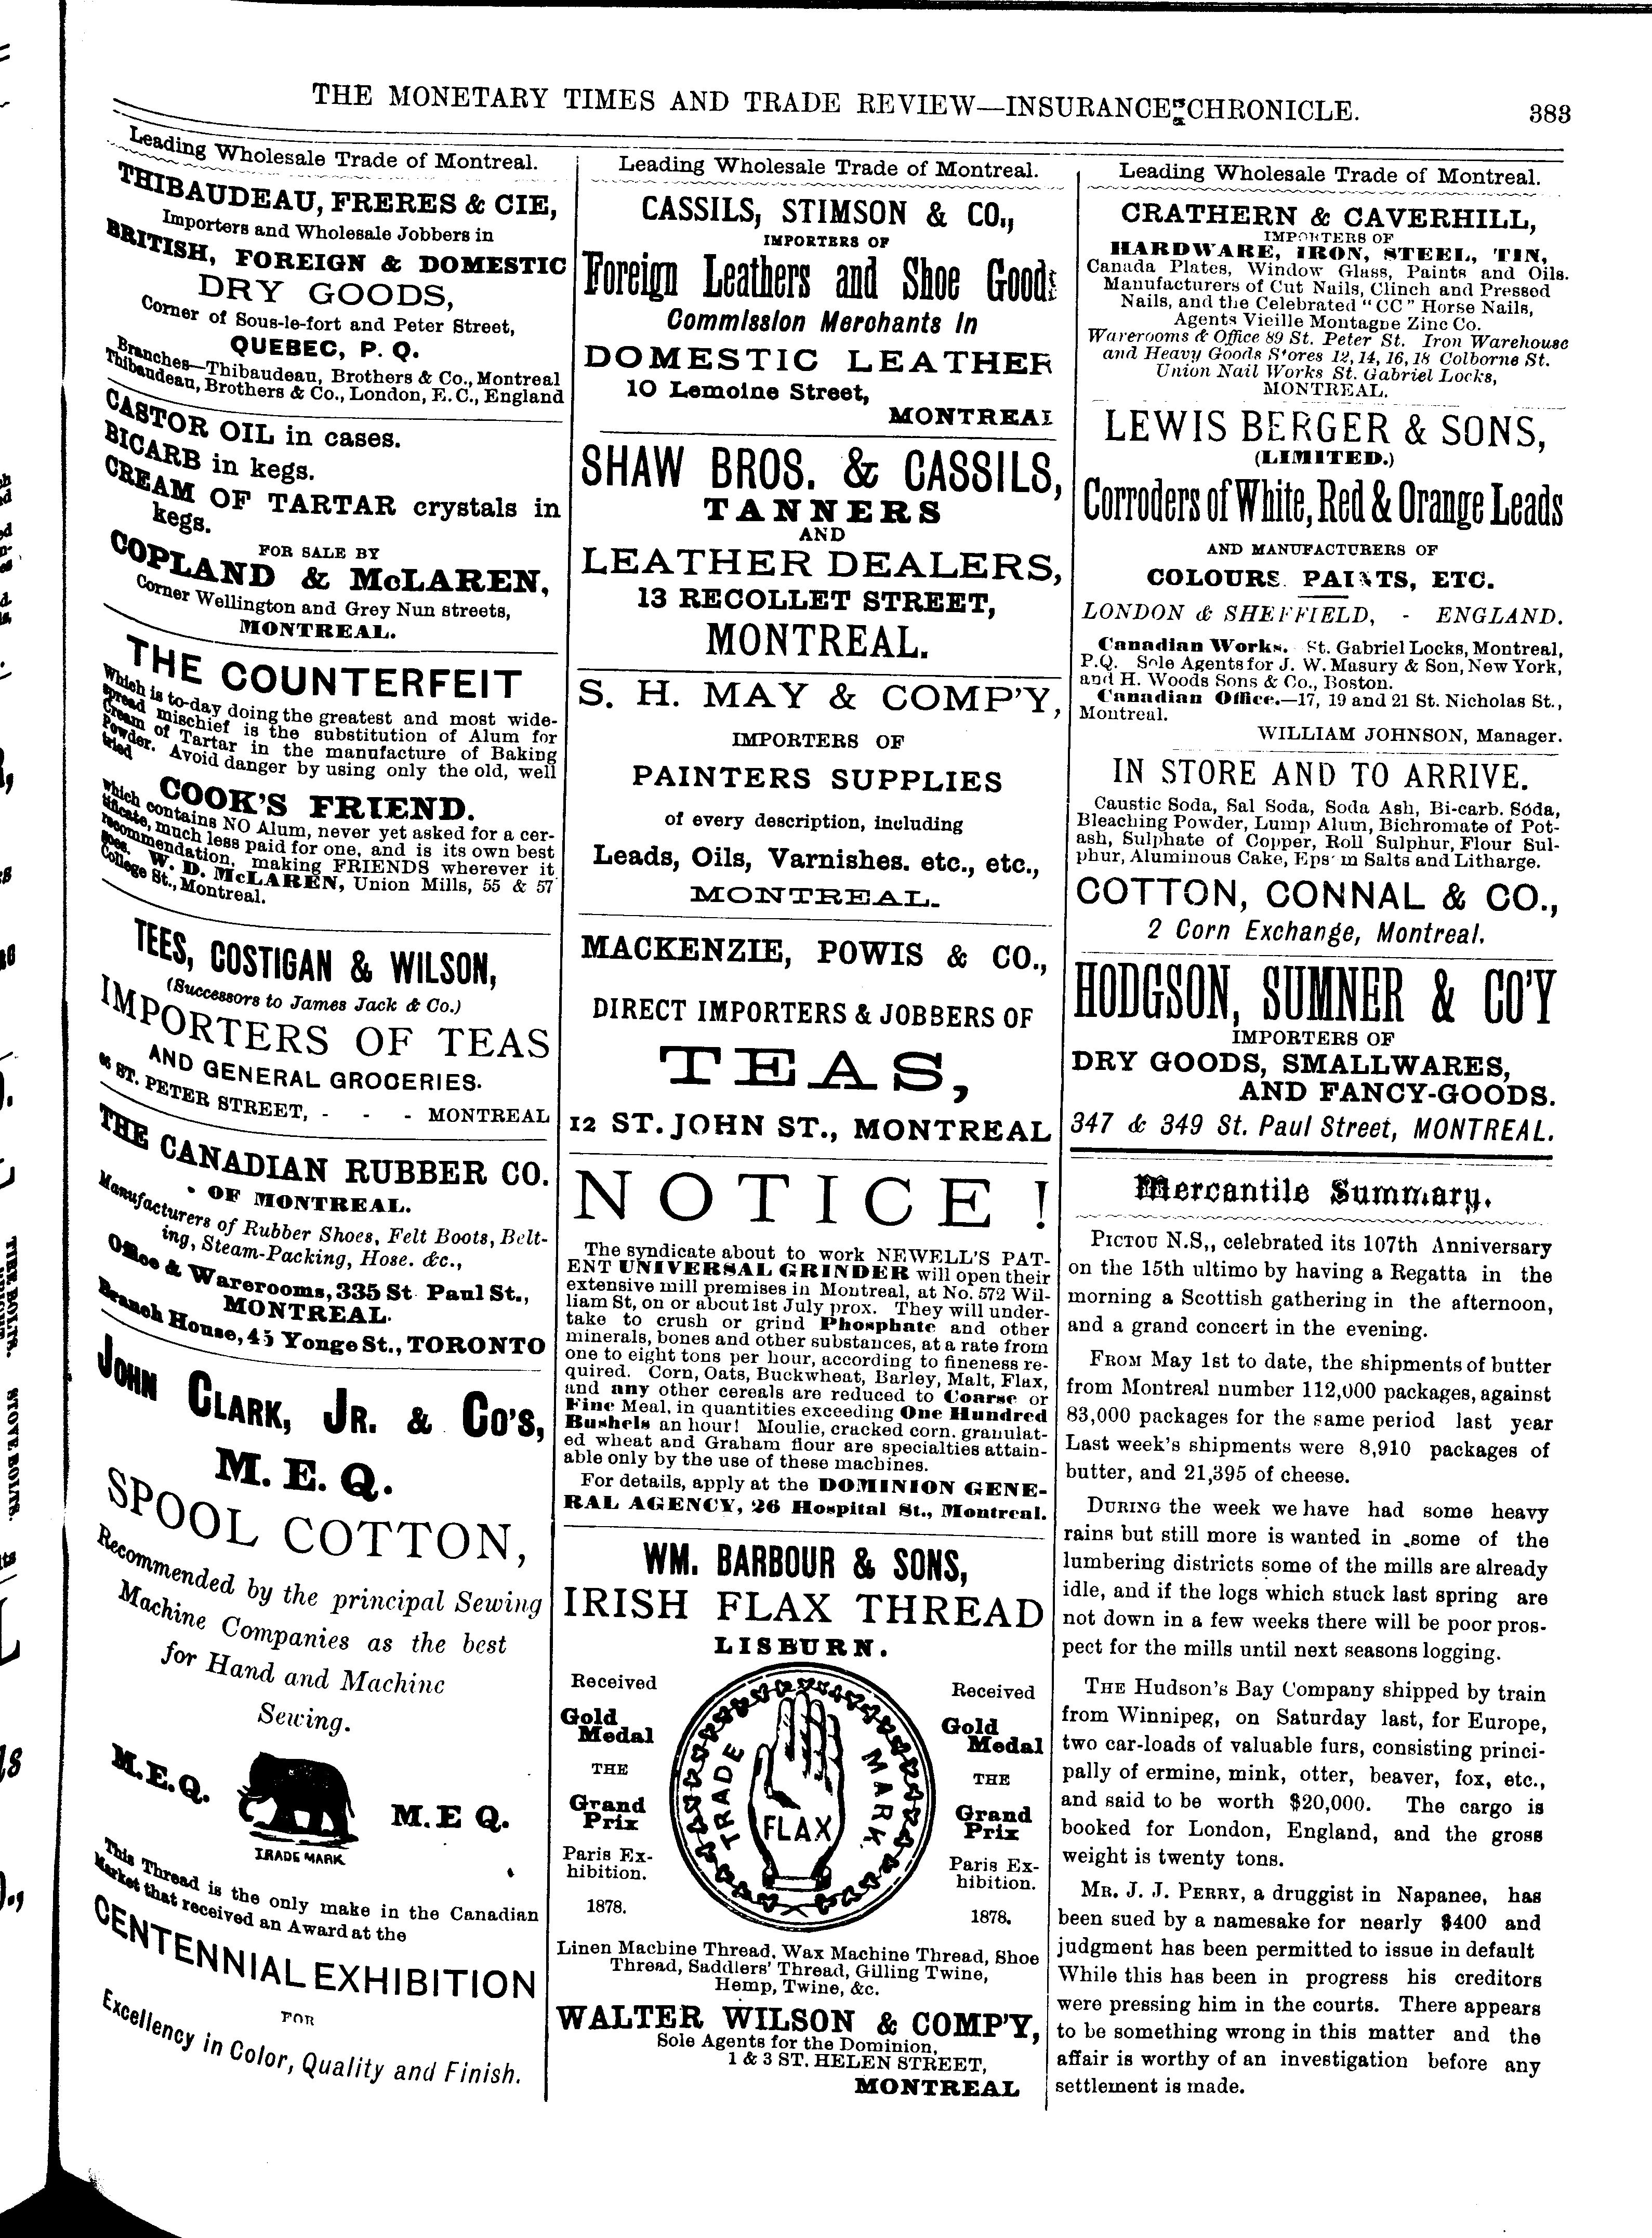 THE MONETARY TIMES AND TRADE REVIEW—INSURANCE CHRONICLE.
383
Leading Wholesale Trade of Montreal.
THIBAUDEAU, FRERES & CIE,
Importers and Wholesale Jobbers in
BRITISH, FOREIGN & DOMESTIC
DRY GOODS,
Corner of Sous-le-fort and Peter Street,
QUEBEC, P. Q.
Branches—Thibaudeau, Brothers & Co., Montreal
Thibaudeau, Brothers & Co., London, E.C., England
CASTOR OIL in cases.
BICARB in kegs.
CREAM OF TARTAR crystals in
kegs.
FOR SALE BY
COPLAND & McLAREN,
Corner Wellington and Grey Nun streets,
MONTREAL.
THE COUNTERFEIT
Which is to-day doing the greatest and most wide-
spread mischief is the substitution of Alum for
Cream of Tartar in the manufacture of Baking
Powder. Avoid danger by using only the old, well
tried
COOK'S FRIEND.
which contains NO Alum, never yet asked for a cer-
tificate, much less paid for one, and is its own best
recommendation, making FRIENDS wherever it
goes. W. D. McLAREN, Union Mills, 55 & 57
College St., Montreal.
TEES, COSTIGAN & WILSON,
(Successors to James Jack & Co.)
IMPORTERS OF TEAS
AND GENERAL GROCERIES.
66 ST. PETER STREET, - - - MONTREAL
THE CANADIAN RUBBER CO.
OF MONTREAL.
Manufacturers of Rubber Shoes, Felt Boots, Belt-
ing, Steam-Packing, Hose. &c.,
Office & Warerooms, 335 St Paul St.,
MONTREAL.
Branch House, 45 Yonge St., TORONTO
JOHN CLARK, JR. & CO'S,
M. E. Q.
SPOOL COTTON,
Recommended by the principal Sewing
Machine Companies as the best
for Hand and Machine
Sewing.
M.E.Q.
M.E Q.
TRADE MARK
This Thread is the only make in the Canadian
Market that received an Award at the
CENTENNIAL EXHIBITION
FOR
Excellency in Color, Quality and Finish.
Leading Wholesale Trade of Montreal.
CASSILS, STIMSON & CO.,
IMPORTERS OF
Foreign Leathers and Shoe Goods
Commission Merchants in
DOMESTIC LEATHER
10 Lemoine Street,
MONTREAL
SHAW BROS. & CASSILS,
TANNERS
AND
LEATHER DEALERS,
13 RECOLLET STREET,
MONTREAL.
S. H. MAY & COMP'Y,
IMPORTERS OF
PAINTERS SUPPLIES
of every description, including
Leads, Oils, Varnishes. etc., etc.,
MONTREAL.
MACKENZIE, POWIS & CO.,
DIRECT IMPORTERS & JOBBERS OF
TEAS,
12 ST. JOHN ST., MONTREAL
NOTICE!
The syndicate about to work NEWELL'S PAT-
ENT UNIVERSAL GRINDER will open their
extensive mill premises in Montreal, at No. 572 Wil-
liam St, on or about 1st July prox. They will under-
take to crush or grind Phosphate and other
minerals, bones and other substances, at a rate from
one to eight tons per hour, according to fineness re-
quired. Corn, Oats, Buckwheat, Barley, Malt, Flax,
and any other cereals are reduced to Coarse or
Fine Meal, in quantities exceeding One Hundred
Bushels an hour! Moulie, cracked corn, granulat-
ed wheat and Graham flour are specialties attain-
able only by the use of these machines.
For details, apply at the DOMINION GENE-
RAL AGENCY, 26 Hospital St., Montreal.
WM. BARBOUR & SONS,
IRISH FLAX THREAD
LISBURN.
Received
Gold
Medal
THE
Grand
Prix
Paris Ex-
hibition.
1878.
TRADE MARK
FLAX
Received
Gold
Medal
THE
Grand
Prix
Paris Ex-
hibition.
1878.
Linen Machine Thread, Wax Machine Thread, Shoe
Thread, Saddlers' Thread, Gilling Twine,
Hemp, Twine, &c.
WALTER WILSON & COMP'Y,
Sole Agents for the Dominion,
1 & 3 ST. HELEN STREET,
MONTREAL
Leading Wholesale Trade of Montreal.
CRATHERN & CAVERHILL,
IMPORTERS OF
HARDWARE, IRON, STEEL, TIN,
Canada Plates, Window Glass, Paints and Oils.
Manufacturers of Cut Nails, Clinch and Pressed
Nails, and the Celebrated "CC" Horse Nails,
Agents Vieille Montagne Zinc Co.
Warerooms & Office 89 St. Peter St. Iron Warehouse
and Heavy Goods Stores 12, 14, 16, 18 Colborne St.
Union Nail Works St. Gabriel Locks,
MONTREAL.
LEWIS BERGER & SONS,
(LIMITED.)
Corroders of White, Red & Orange Leads
AND MANUFACTURERS OF
COLOURS. PAINTS, ETC.
LONDON & SHEFFIELD, - ENGLAND.
Canadian Works. St. Gabriel Locks, Montreal,
P.Q. Sole Agents for J. W. Masury & Son, New York,
and H. Woods Sons & Co., Boston.
Canadian Office.—17, 19 and 21 St. Nicholas St.,
Montreal.
WILLIAM JOHNSON, Manager.
IN STORE AND TO ARRIVE.
Caustic Soda, Sal Soda, Soda Ash, Bi-carb. Soda,
Bleaching Powder, Lump Alum, Bichromate of Pot-
ash, Sulphate of Copper, Roll Sulphur, Flour Sul-
phur, Aluminous Cake, Epsom Salts and Litharge.
COTTON, CONNAL & CO.,
2 Corn Exchange, Montreal.
HODGSON, SUMNER & CO'Y
IMPORTERS OF
DRY GOODS, SMALLWARES,
AND FANCY-GOODS.
347 & 349 St. Paul Street, MONTREAL.
Mercantile Summary.
PICTOU N.S., celebrated its 107th Anniversary
on the 15th ultimo by having a Regatta in the
morning a Scottish gathering in the afternoon,
and a grand concert in the evening.
FROM May 1st to date, the shipments of butter
from Montreal number 112,000 packages, against
83,000 packages for the same period last year
Last week's shipments were 8,910 packages of
butter, and 21,395 of cheese.
DURING the week we have had some heavy
rains but still more is wanted in some of the
lumbering districts some of the mills are already
idle, and if the logs which stuck last spring are
not down in a few weeks there will be poor pros-
pect for the mills until next seasons logging.
THE Hudson's Bay Company shipped by train
from Winnipeg, on Saturday last, for Europe,
two car-loads of valuable furs, consisting princi-
pally of ermine, mink, otter, beaver, fox, etc.,
and said to be worth $20,000. The cargo is
booked for London, England, and the gross
weight is twenty tons.
MR. J. J. PERRY, a druggist in Napanee, has
been sued by a namesake for nearly $400 and
judgment has been permitted to issue in default
While this has been in progress his creditors
were pressing him in the courts. There appears
to be something wrong in this matter and the
affair is worthy of an investigation before any
settlement is made.